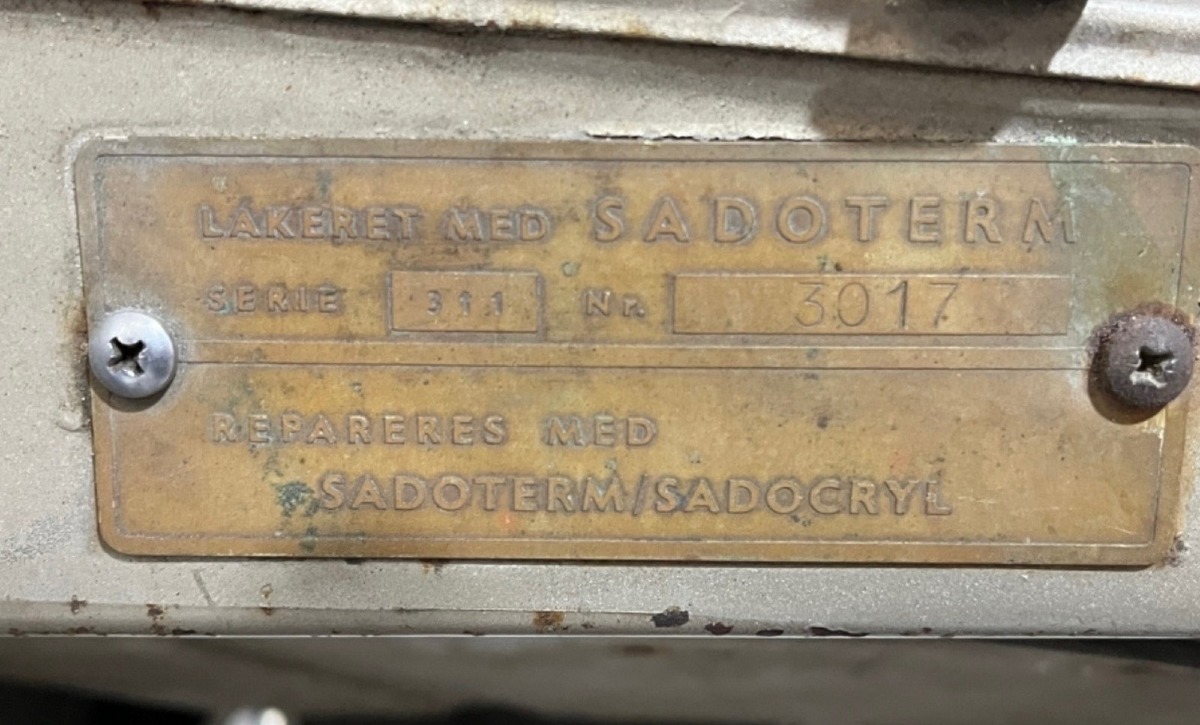 LAKERET MED SADOTERM
SERIE 311 Nr. 3017
REPARERES MED
SADOTERM/SADOCRYL